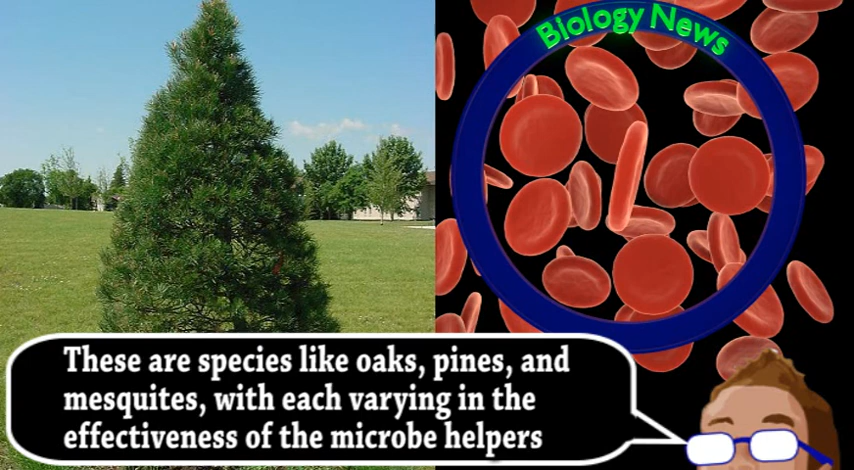 Biology News
These are species like oaks, pines, and
mesquites, with each varying in the
effectiveness of the microbe helpers